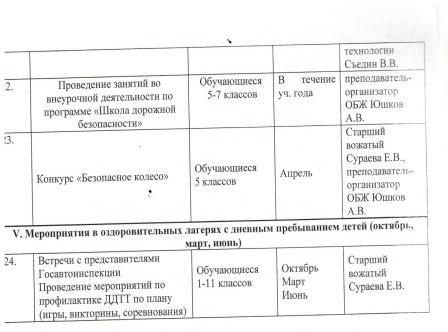 технологии
Съедин В.В.
2.
Проведение занятий во
внеурочной деятельности по
программе «Школа дорожной
безопасности»
Обучающиеся
5-7 классов
В течение
уч. года
преподаватель-
организатор
ОБЖ Юшков
А.В.
23.
Конкурс «Безопасное колесо»
Обучающиеся
5 классов
Апрель
Старший
вожатый
Сураева Е.В.,
преподаватель-
организатор
ОБЖ Юшков
А.В.
V. Мероприятия в оздоровительных лагерях с дневным пребыванием детей (октябрь,
март, июнь)
24.
Встречи с представителями
Госавтоинспекции
Проведение мероприятий по
профилактике ДДТТ по плану
(игры, викторины, соревнования)
Обучающиеся
1-11 классов
Октябрь
Март
Июнь
Старший
вожатый
Сураева Е.В.